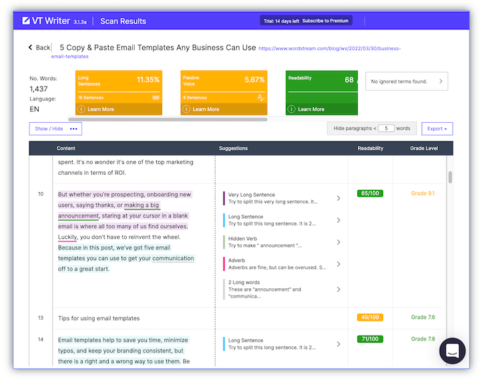 VT Writer 3.1.3a Scan Results Trial: 14 days left Subscribe to Premium
Back 5 Copy & Paste Email Templates Any Business Can Use https://www.wordstream.com/blog/ws/2022/03/30/business-
email-templates
No. Words:
1,437
Language:
EN
Long
Sentences
11.35%
16 Sentences
Learn More
Passive
Voice
5.67%
8 Sentences
Learn More
Readability
68
Learn More
No ignored terms found.
Show / Hide
Hide paragraphs < 5 words
Export
Content Suggestions Readability Grade Level
spent. It's no wonder it's one of the top marketing
channels in terms of ROI.
10
But whether you're prospecting, onboarding new
users, saying thanks, or making a big
announcement, staring at your cursor in a blank
email is where all too many of us find ourselves.
Luckily, you don't have to reinvent the wheel.
Because in this post, we've got five email
templates you can use to get your communication
off to a great start.
Very Long Sentence
Try to split this very long sentence. It...
Long Sentence
Try to split this long sentence. It is 2...
Hidden Verb
Try to make " announcement "...
Adverb
Adverbs are fine, but can be overused. S...
2 Long words
These are "announcement" and
"communica...
65/100
Grade 9.1
13
Tips for using email templates
Grade 7.6
14
Email templates help to save you time, minimize
typos, and keep your branding consistent, but
there is a right and a wrong way to use them. Be
Long Sentence
Try to split this long sentence. It is 2...
71/100
Grade 7.8